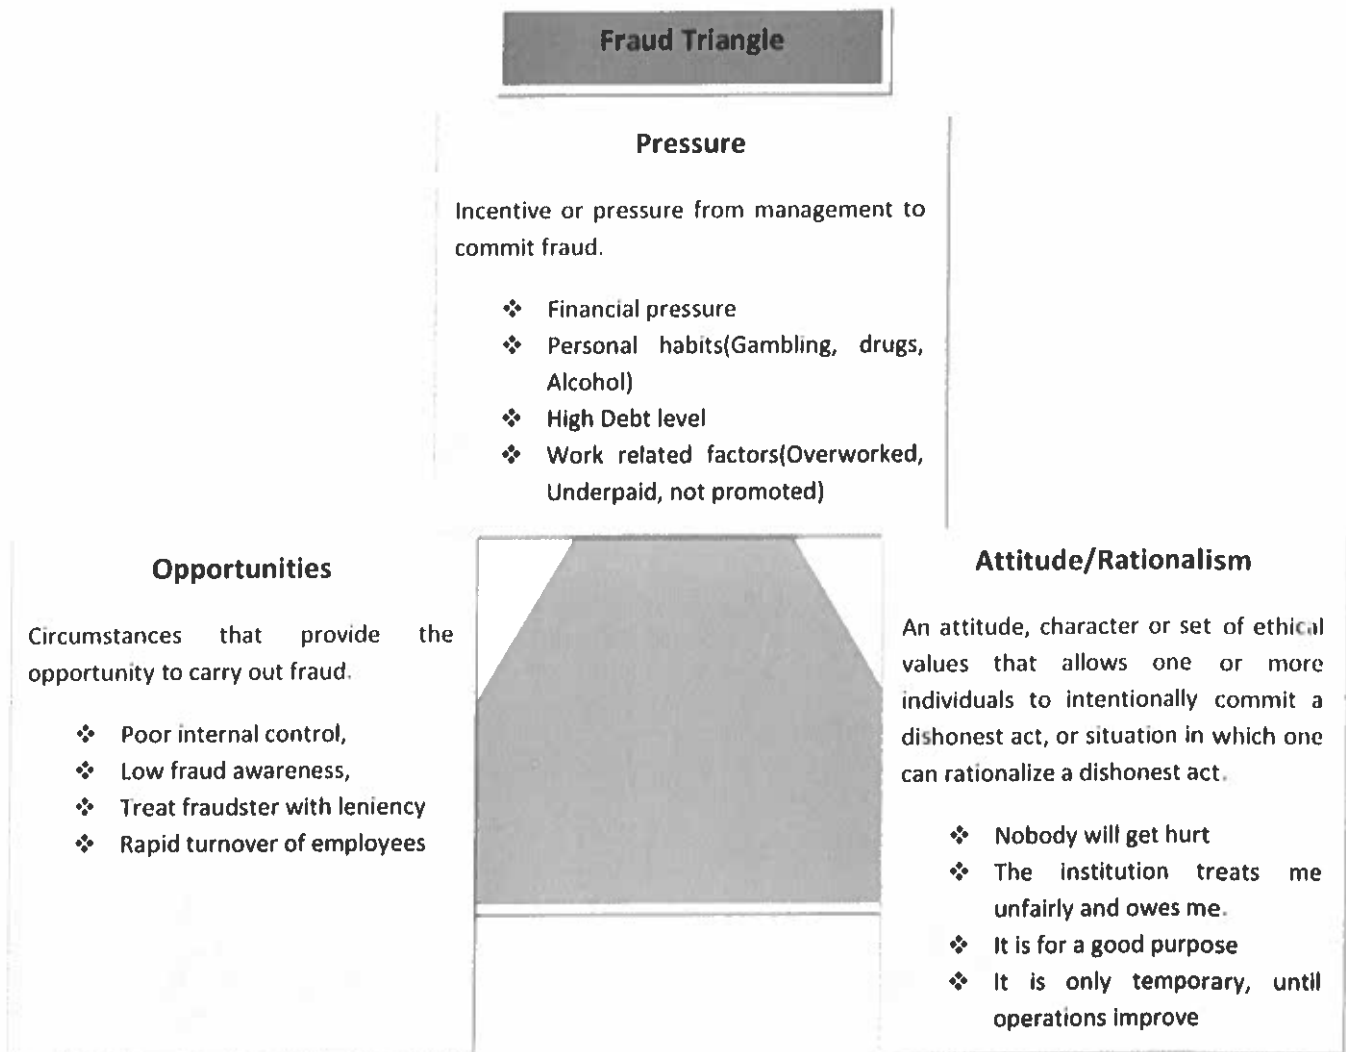 Fraud Triangle
Pressure
Incentive or pressure from management to
commit fraud.
❖ Financial pressure
❖ Personal habits(Gambling, drugs,
Alcohol)
❖ High Debt level
❖ Work related factors(Overworked,
Underpaid, not promoted)
Opportunities
Circumstances that provide the
opportunity to carry out fraud.
❖ Poor internal control,
❖ Low fraud awareness,
❖ Treat fraudster with leniency
❖ Rapid turnover of employees
Attitude/Rationalism
An attitude, character or set of ethical
values that allows one or more
individuals to intentionally commit a
dishonest act, or situation in which one
can rationalize a dishonest act.
❖ Nobody will get hurt
❖ The institution treats me
unfairly and owes me.
❖ It is for a good purpose
❖ It is only temporary, until
operations improve